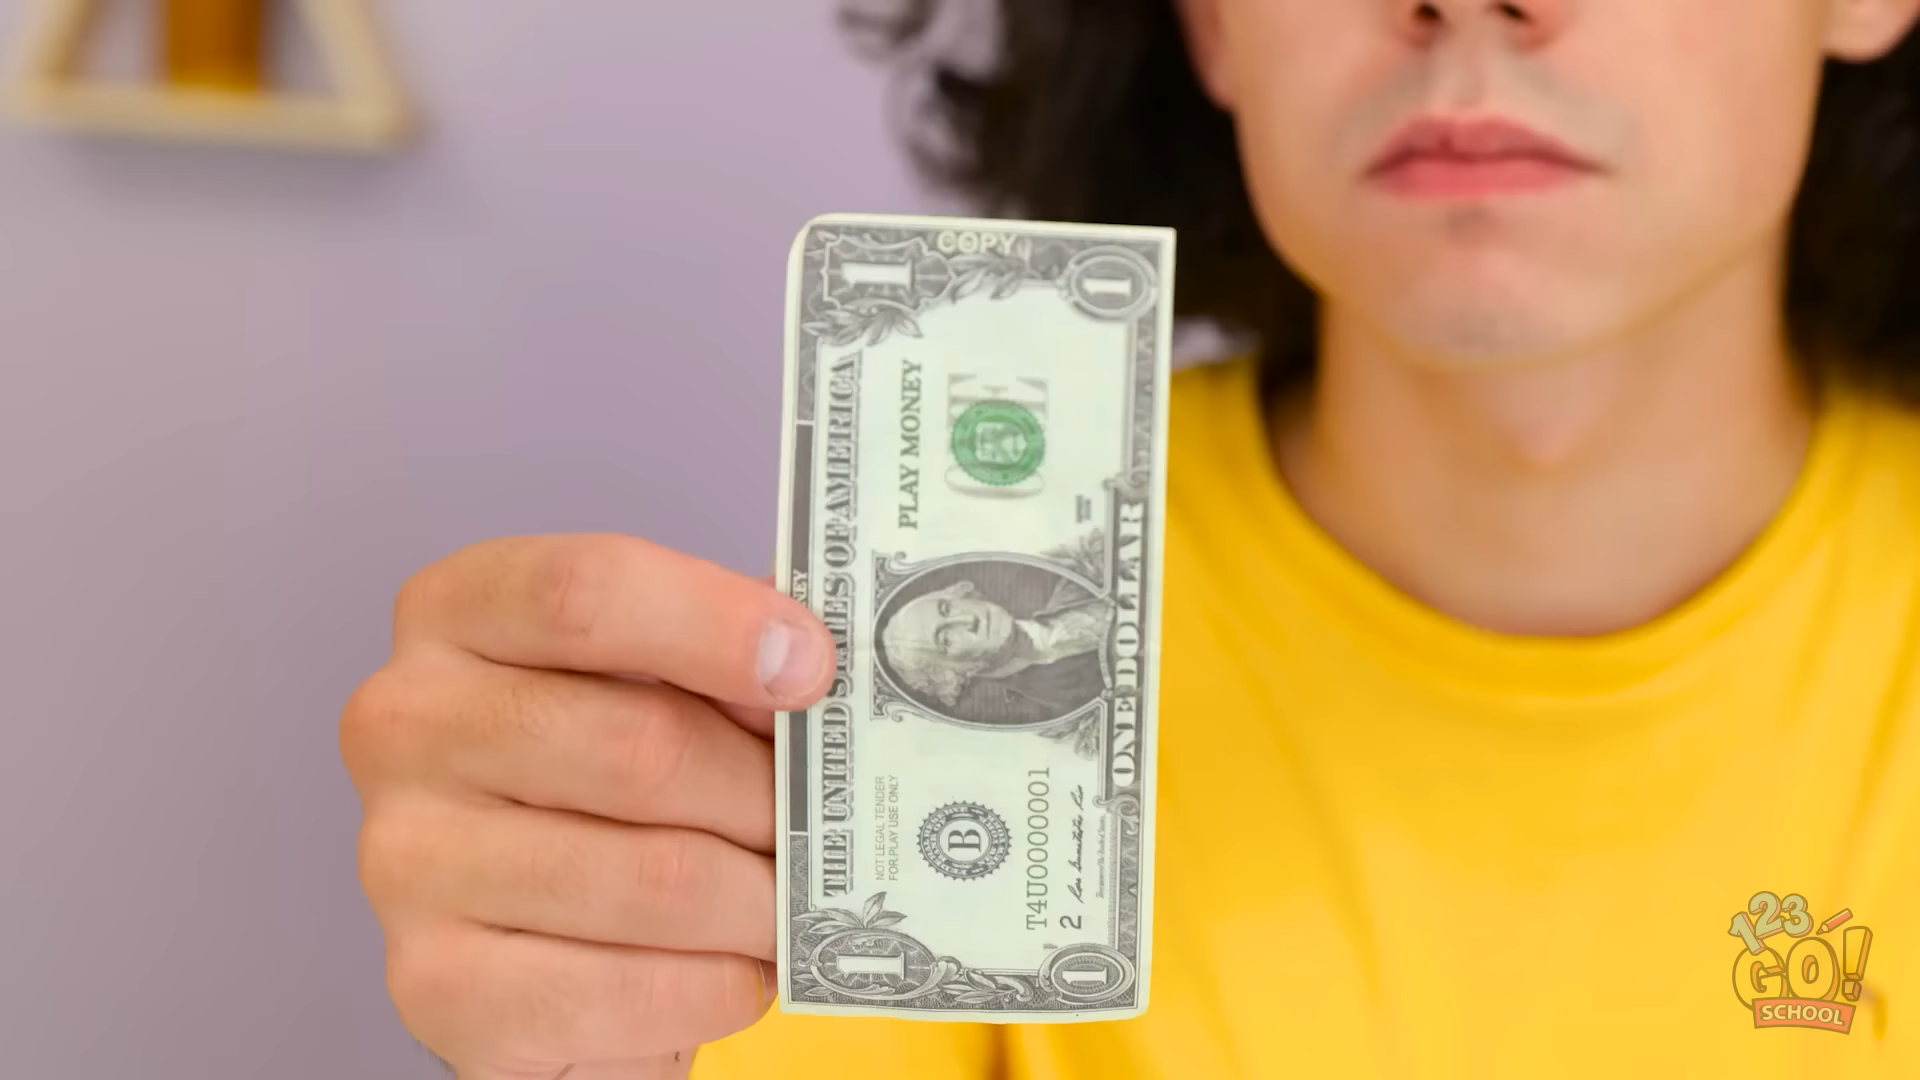 COPY
1
1
THE UNITED STATES OF AMERICA
PLAY MONEY
NOT LEGAL TENDER
FOR PLAY USE ONLY
B
T4U0000001
2
ONE DOLLAR
1
1
123
GO!
SCHOOL